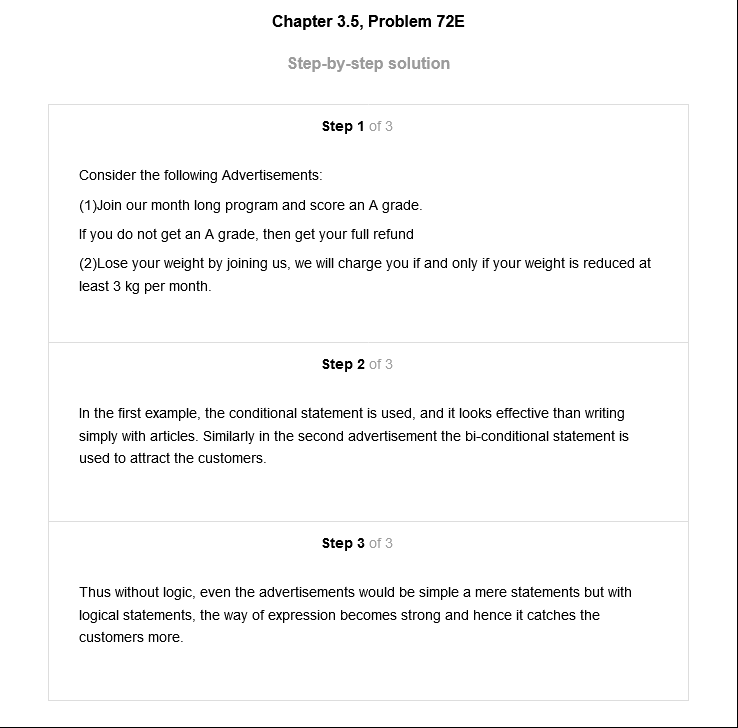 Chapter 3.5, Problem 72E
Step-by-step solution
Step 1 of 3
Consider the following Advertisements:
(1)Join our month long program and score an A grade.
If you do not get an A grade, then get your full refund
(2)Lose your weight by joining us, we will charge you if and only if your weight is reduced at
least 3 kg per month.
Step 2 of 3
In the first example, the conditional statement is used, and it looks effective than writing
simply with articles. Similarly in the second advertisement the bi-conditional statement is
used to attract the customers.
Step 3 of 3
Thus without logic, even the advertisements would be simple a mere statements but with
logical statements, the way of expression becomes strong and hence it catches the
customers more.